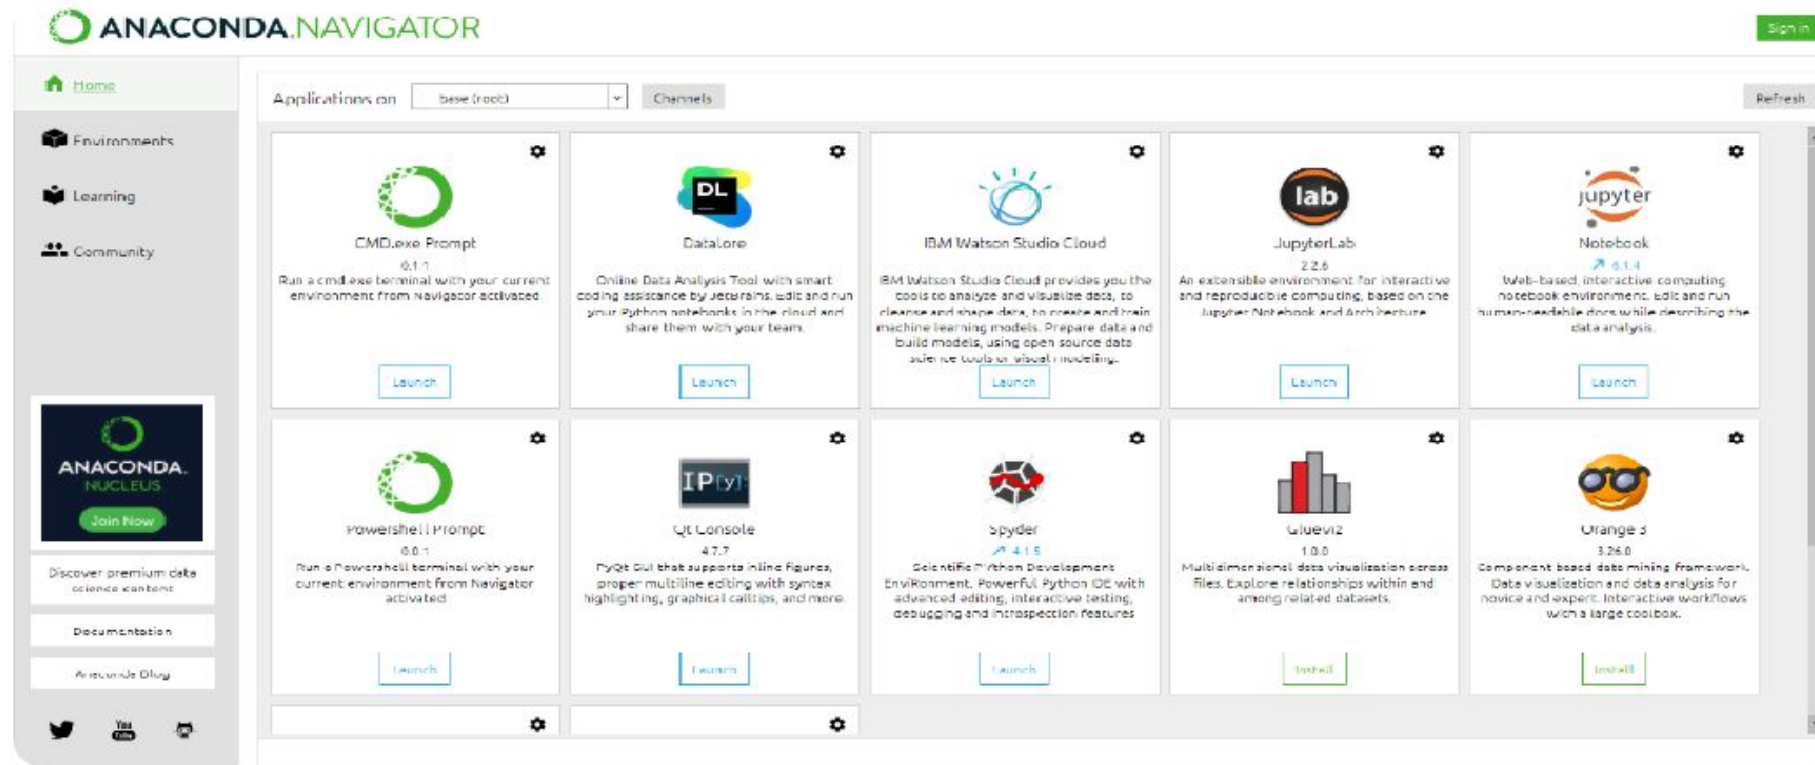 ANACONDA.NAVIGATOR
Sign in
Home
Environments
Learning
Community
ANACONDA.
NUCLEUS
Join Now
Discover premium data
science content
Documentation
Anaconda Blog
You
Tube
Applications on
base (root)
Channels
Refresh
CMD.exe Prompt
0.1.1
Run a cmd.exe terminal with your current
environment from Navigator activated
Launch
DL
Datalore
Online Data Analysis Tool with smart
coding assistance by JetBrains. Edit and run
your Python notebooks in the cloud and
share them with your team.
Launch
IBM Watson Studio Cloud
IBM Watson Studio Cloud provides you the
tools to analyze and visualize data, to
cleanse and shape data, to create and train
machine learning models. Prepare data and
build models, using open source data
science tools or visual modeling.
Launch
lab
JupyterLab
2.2.6
An extensible environment for interactive
and reproducible computing, based on the
Jupyter Notebook and Architecture.
Launch
jupyter
Notebook
6.1.4
Web-based, interactive computing
notebook environment. Edit and run
human-readable docs while describing the
data analysis.
Launch
Powershell Prompt
0.0.1
Run a Powershell terminal with your
current environment from Navigator
activated
Launch
IP[y]:
Qt Console
4.7.7
PyQt GUI that supports inline figures,
proper multiline editing with syntax
highlighting, graphical calltips, and more.
Launch
Spyder
4.1.5
Scientific Python Development
EnviRonment. Powerful Python IDE with
advanced editing, interactive testing,
debugging and introspection features
Launch
Glueviz
1.0.0
Multidimensional data visualization across
files. Explore relationships within and
among related datasets.
Install
Orange 3
3.26.0
Component based data mining framework.
Data visualization and data analysis for
novice and expert. Interactive workflows
with a large toolbox.
Install